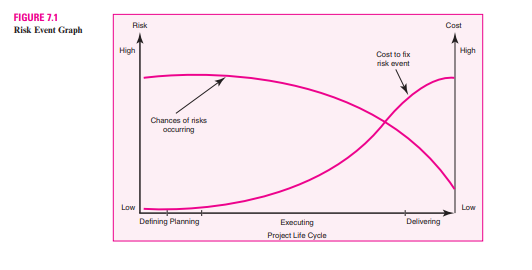 FIGURE 7.1
Risk Event Graph
Risk
Cost
High
High
Cost to fix
risk event
Chances of risks
occurring
Low
Low
Defining Planning
Executing
Delivering
Project Life Cycle